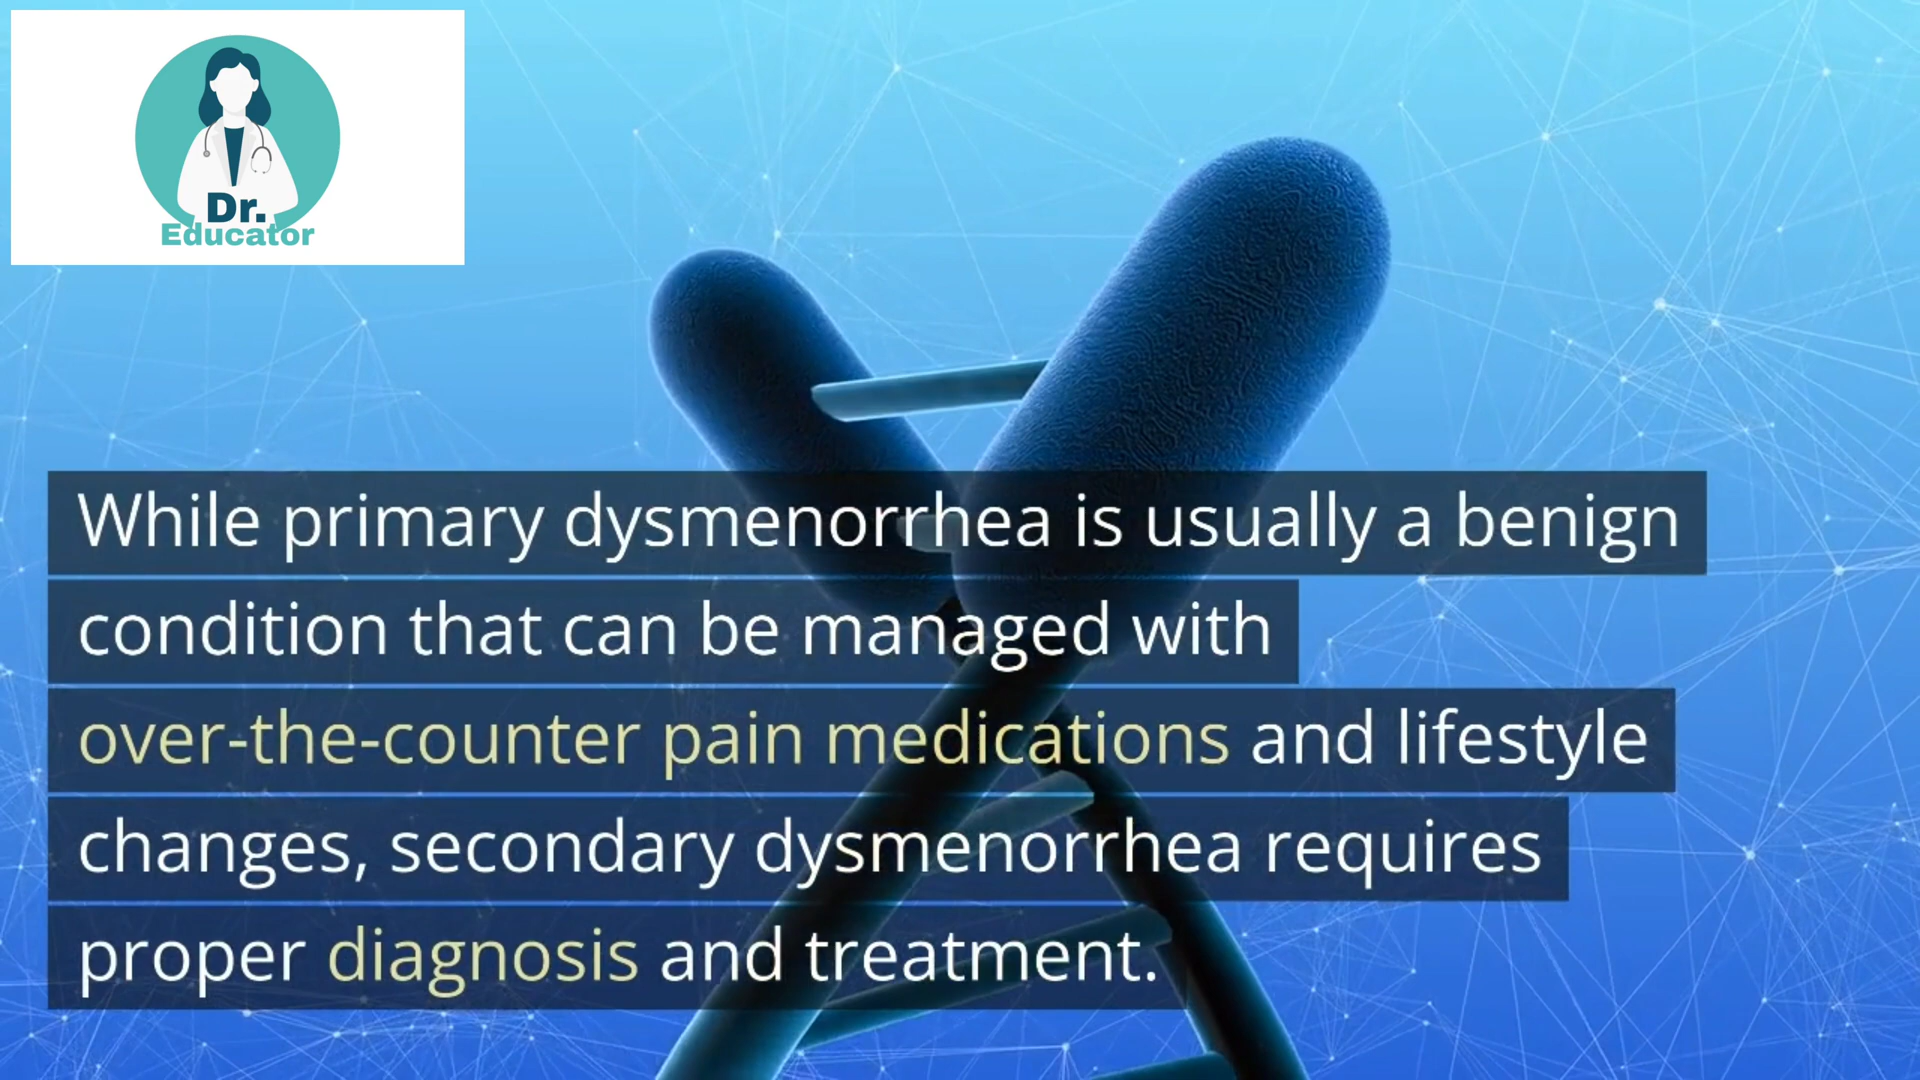 Dr.
Educator
While primary dysmenorrhea is usually a benign
condition that can be managed with
over-the-counter pain medications and lifestyle
changes, secondary dysmenorrhea requires
proper diagnosis and treatment.